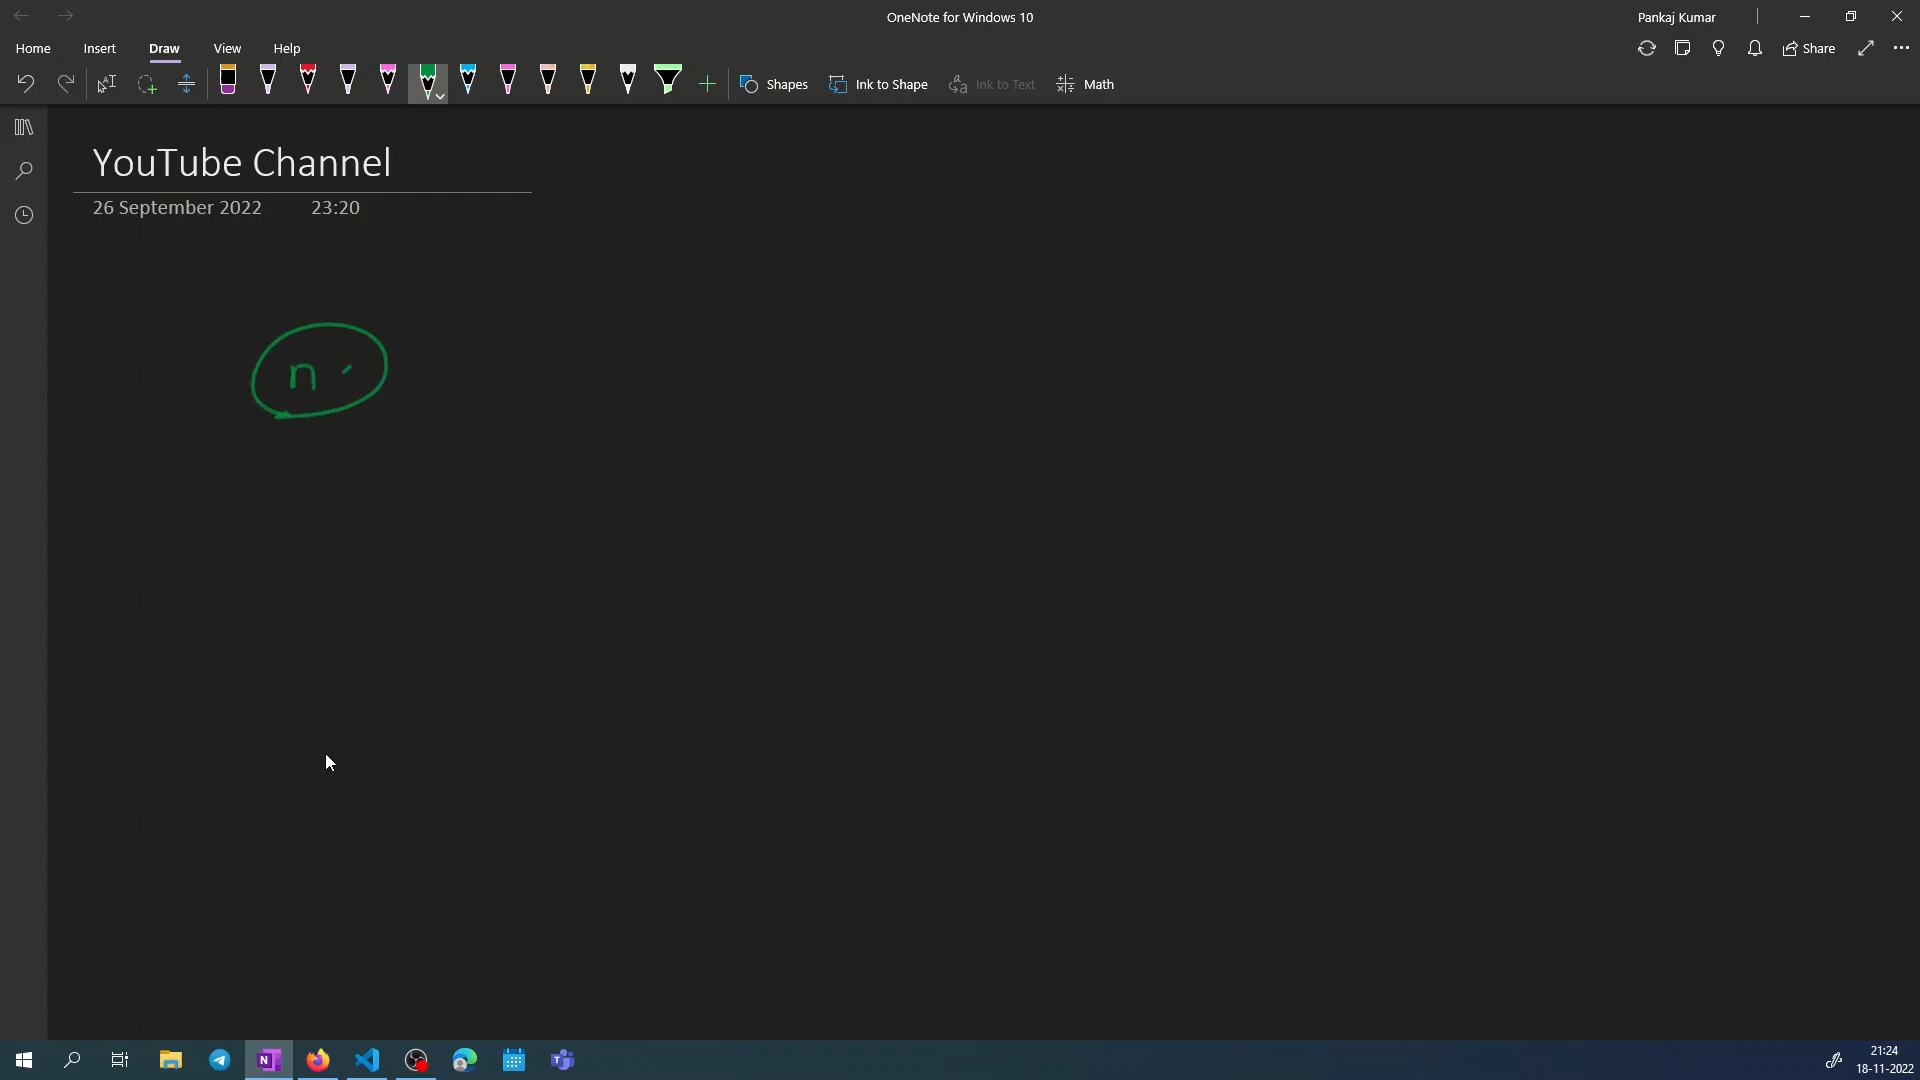 OneNote for Windows 10
Pankaj Kumar
Home Insert Draw View Help
Share
Shapes Ink to Shape Ink to Text Math
YouTube Channel
26 September 2022 23:20
n
21:24
18-11-2022